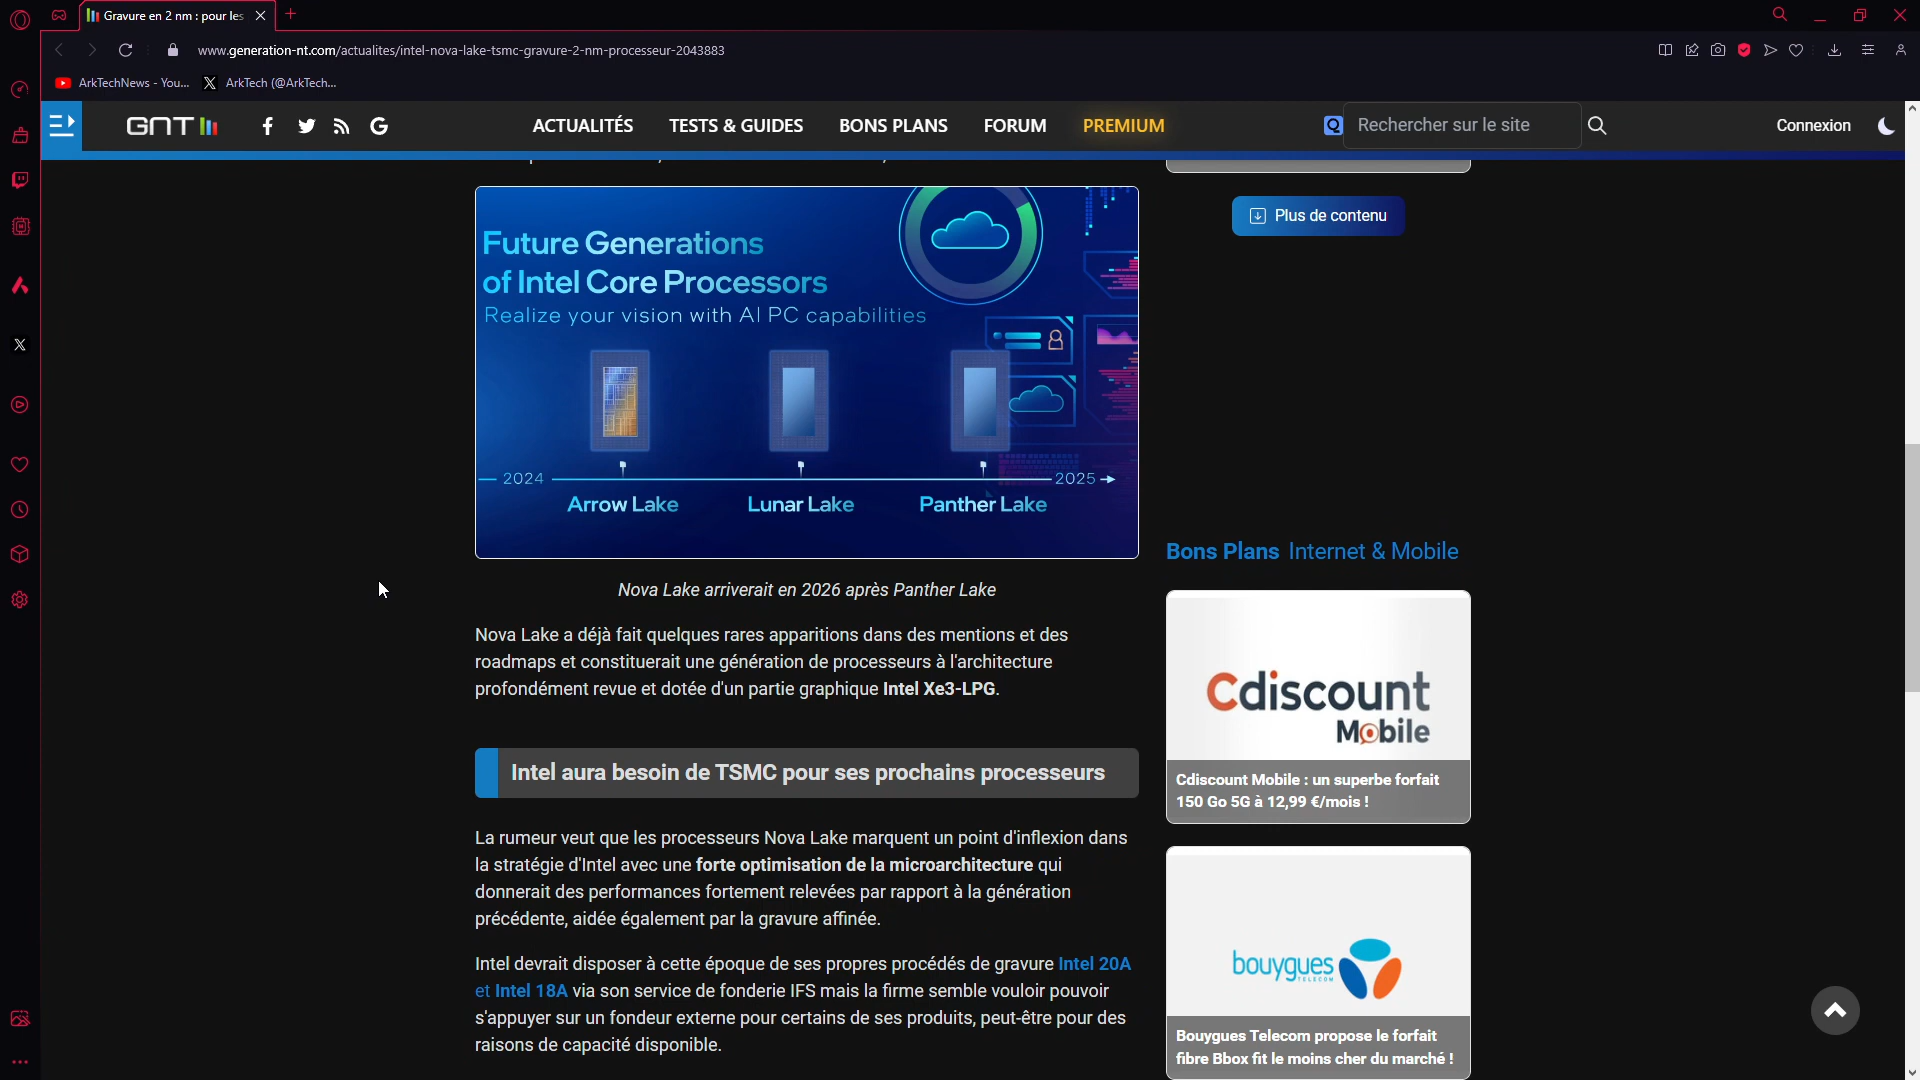 Gravure en 2 nm : pour les
www.generation-nt.com/actualites/intel-nova-lake-tsmc-gravure-2-nm-processeur-2043883
ArkTechNews - You...
ArkTech (@ArkTech...
GNT
ACTUALITÉS
TESTS & GUIDES
BONS PLANS
FORUM
PREMIUM
Rechercher sur le site
Connexion
Future Generations
of Intel Core Processors
Realize your vision with AI PC capabilities
2024
2025
Arrow Lake
Lunar Lake
Panther Lake
Nova Lake arriverait en 2026 après Panther Lake
Nova Lake a déjà fait quelques rares apparitions dans des mentions et des
roadmaps et constituerait une génération de processeurs à l'architecture
profondément revue et dotée d'un partie graphique Intel Xe3-LPG.
Intel aura besoin de TSMC pour ses prochains processeurs
La rumeur veut que les processeurs Nova Lake marquent un point d'inflexion dans
la stratégie d'Intel avec une forte optimisation de la microarchitecture qui
donnerait des performances fortement relevées par rapport à la génération
précédente, aidée également par la gravure affinée.
Intel devrait disposer à cette époque de ses propres procédés de gravure Intel 20A
et Intel 18A via son service de fonderie IFS mais la firme semble vouloir pouvoir
s'appuyer sur un fondeur externe pour certains de ses produits, peut-être pour des
raisons de capacité disponible.
Plus de contenu
Bons Plans Internet & Mobile
Cdiscount
Mobile
Cdiscount Mobile : un superbe forfait
150 Go 5G à 12,99 €/mois !
bouygues
TELECOM
Bouygues Telecom propose le forfait
fibre Bbox fit le moins cher du marché !